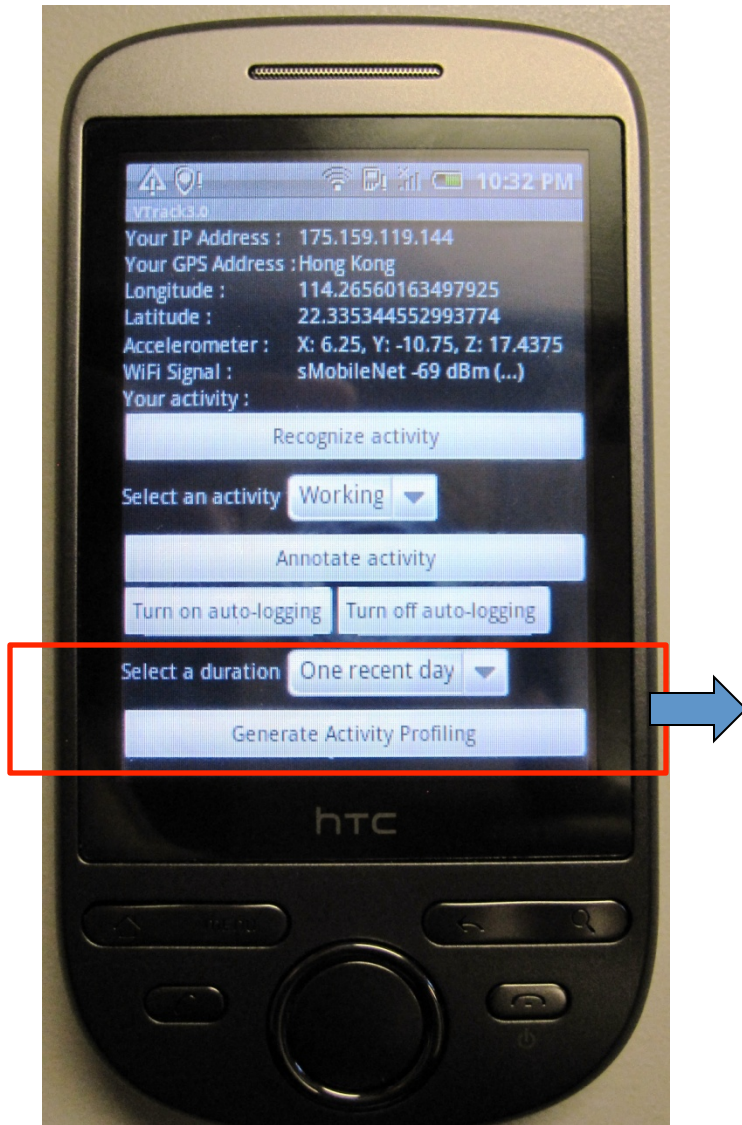 10:32 PM
VTrack3.0
Your IP Address : 175.159.119.144
Your GPS Address : Hong Kong
Longitude : 114.26560163497925
Latitude : 22.335344552993774
Accelerometer : X: 6.25, Y: -10.75, Z: 17.4375
WiFi Signal : sMobileNet -69 dBm (...)
Your activity :
Recognize activity
Select an activity Working
Annotate activity
Turn on auto-logging Turn off auto-logging
Select a duration One recent day
Generate Activity Profiling
hTC
MENU